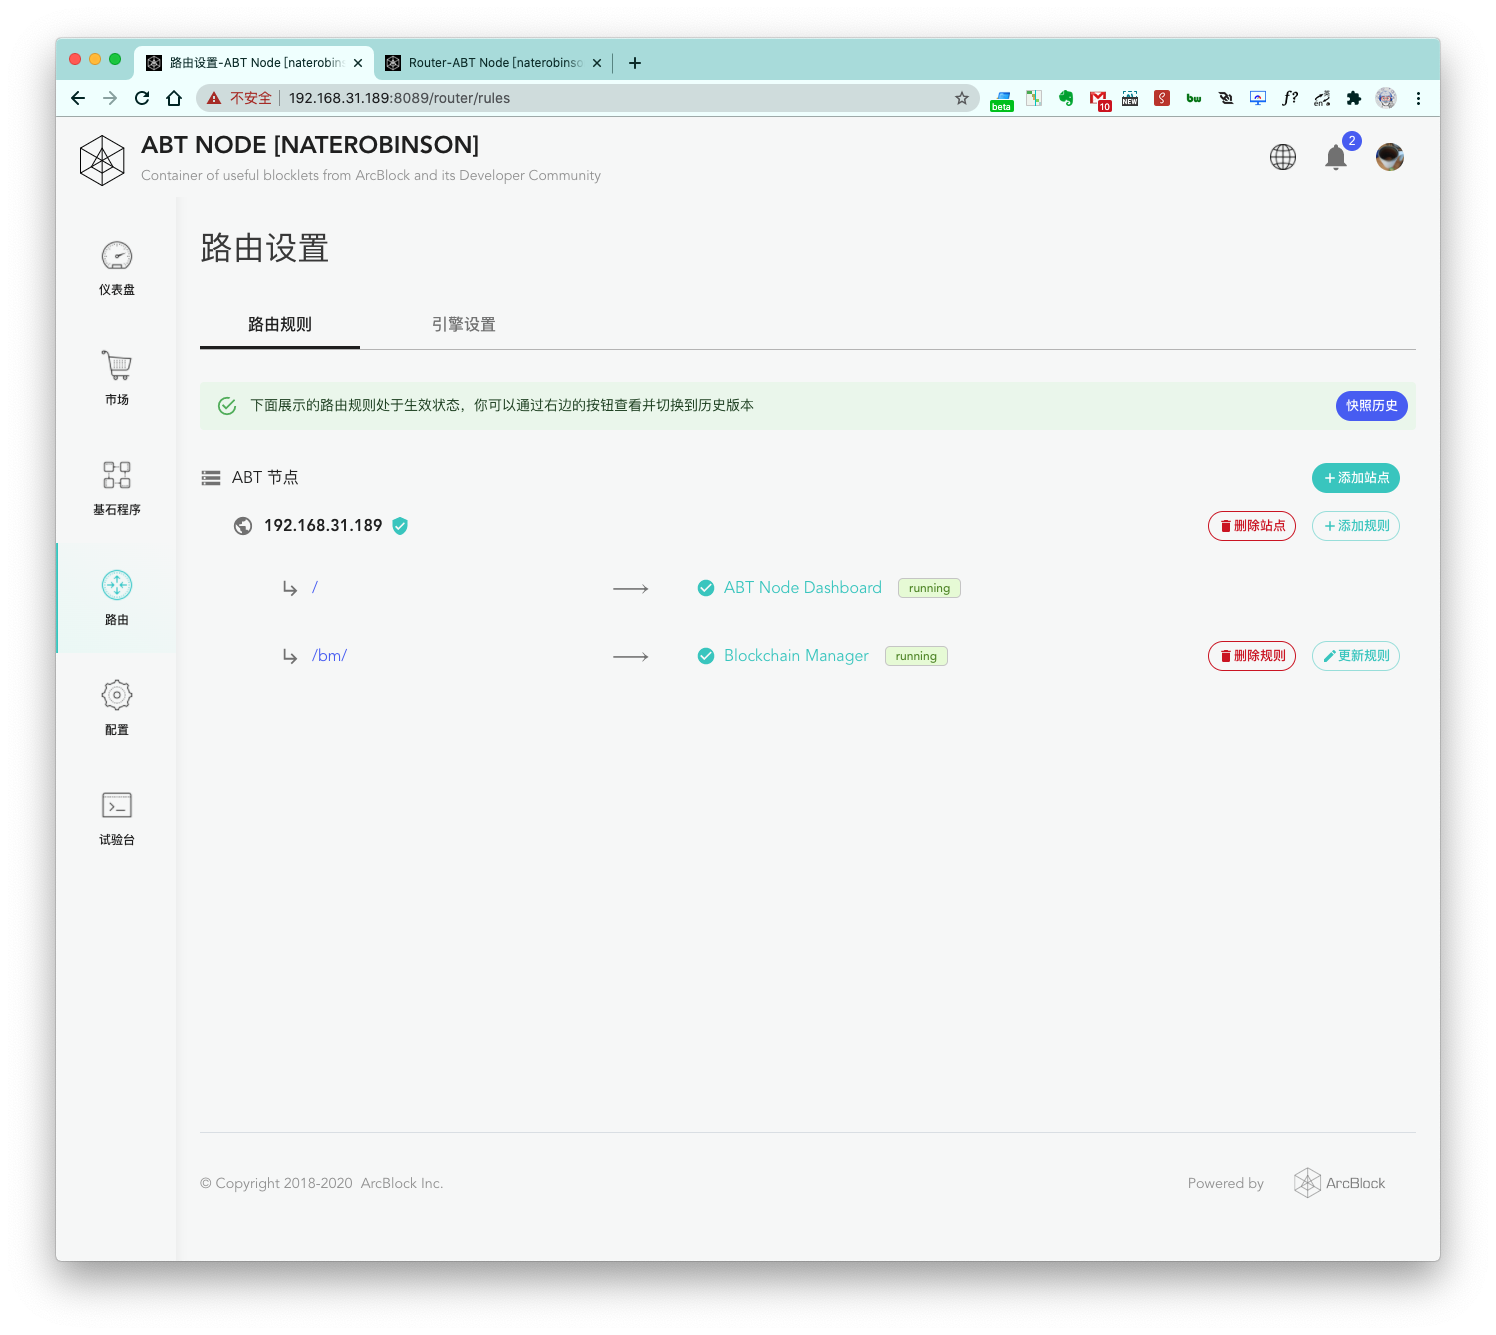 路由设置-ABT Node [naterobins
Router-ABT Node [naterobinso
不安全
192.168.31.189:8089/router/rules
beta
10
NEW
bw
f?
en
英
ABT NODE [NATEROBINSON]
Container of useful blocklets from ArcBlock and its Developer Community
2
仪表盘
市场
基石程序
路由
配置
试验台
路由设置
路由规则
引擎设置
下面展示的路由规则处于生效状态，你可以通过右边的按钮查看并切换到历史版本
快照历史
ABT 节点
添加站点
192.168.31.189
删除站点
添加规则
/
ABT Node Dashboard
running
/bm/
Blockchain Manager
running
删除规则
更新规则
© Copyright 2018-2020 ArcBlock Inc.
Powered by
ArcBlock